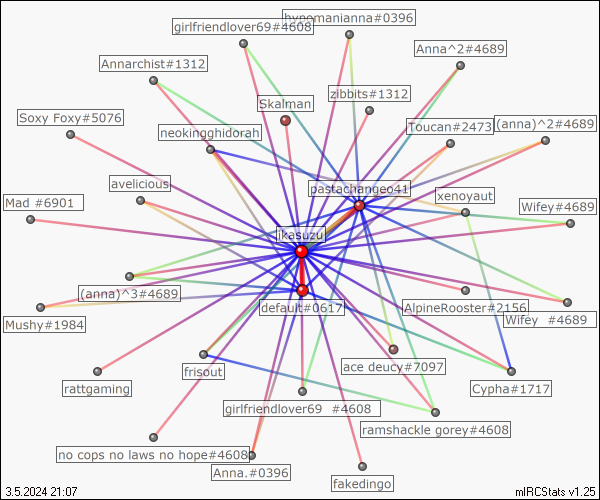 hypnomanianna#0396
girlfriendlover69#4608
Anna^2#4689
Annarchist#1312
zibbits#1312
Skalman
Soxy Foxy#5076
Toucan#2473
(anna)^2#4689
neokingghidorah
avelicious
pastachangeo41
xenoyaut
Mad #6901
Wifey#4689
jkasuzu
(anna)^3#4689
default#0617
AlpineRooster#2156
Mushy#1984
Wifey #4689
rattgaming
frisout
ace deucy#7097
Cypha#1717
girlfriendlover69 #4608
ramshackle gorey#4608
no cops no laws no hope#4608
Anna.#0396
fakedingo
3.5.2024 21:07
mIRCStats v1.25